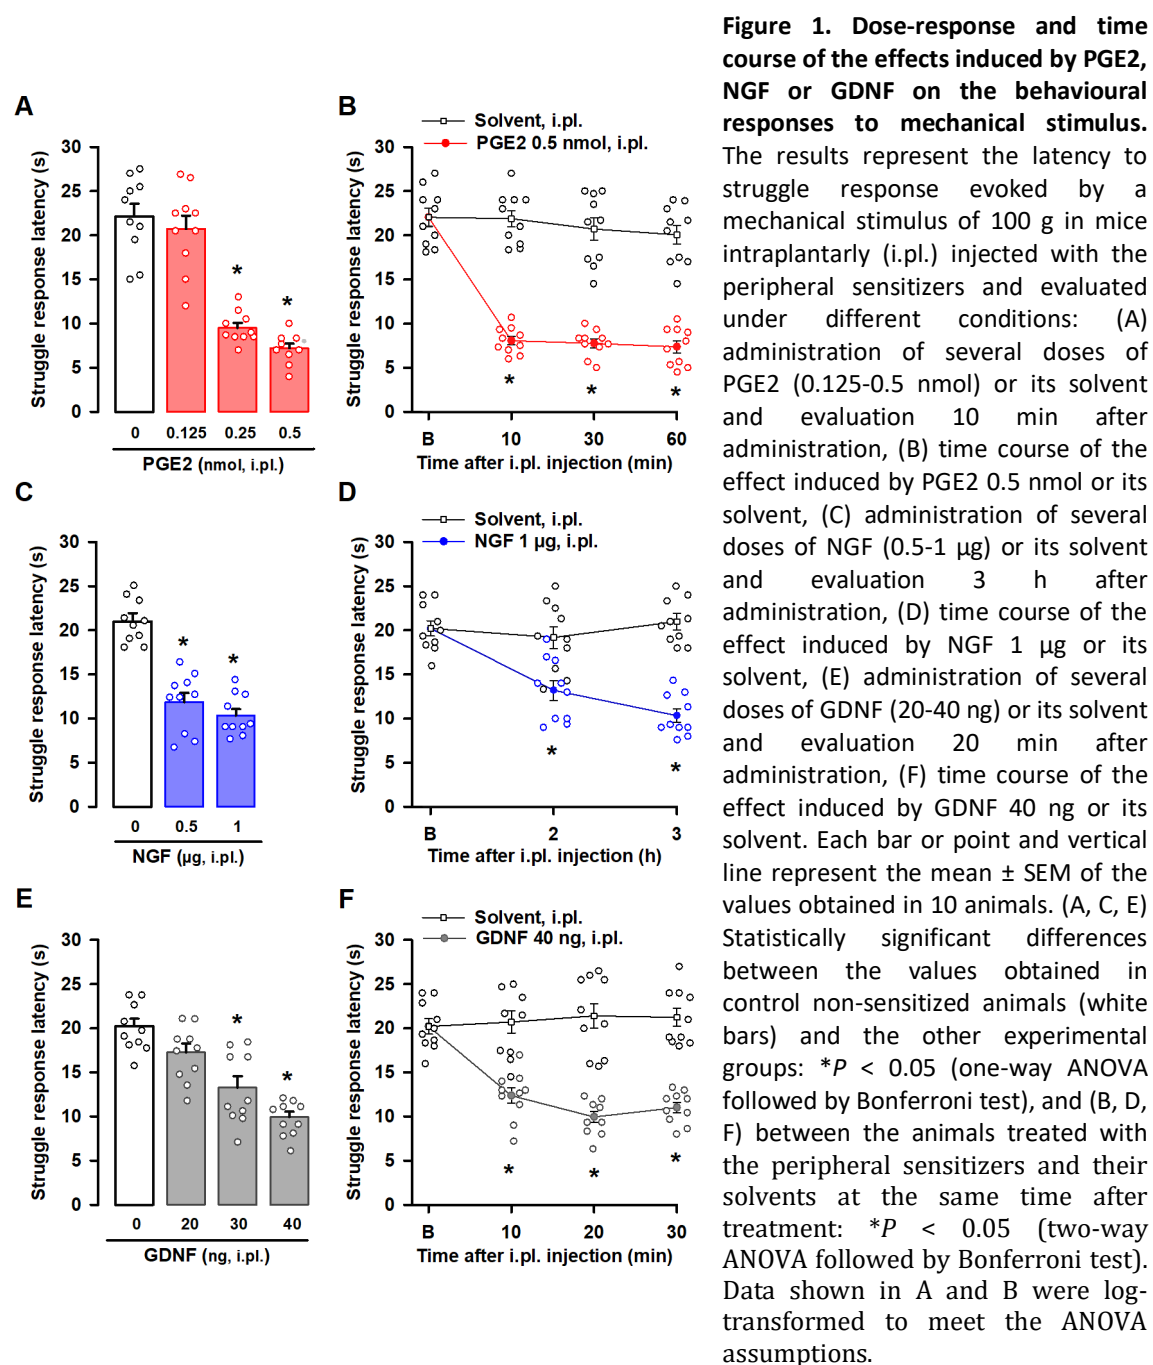 A
Struggle response latency (s)
30
25
20
15
10
5
0
*
*
0 0.125 0.25 0.5
PGE2 (nmol, i.pl.)
B
Solvent, i.pl.
PGE2 0.5 nmol, i.pl.
Struggle response latency (s)
30
25
20
15
10
5
0
* * *
B 10 30 60
Time after i.pl. injection (min)
C
Struggle response latency (s)
30
25
20
15
10
5
0
* *
0 0.5 1
NGF (µg, i.pl.)
D
Solvent, i.pl.
NGF 1 µg, i.pl.
Struggle response latency (s)
30
25
20
15
10
5
0
*
*
B 2 3
Time after i.pl. injection (h)
E
Struggle response latency (s)
30
25
20
15
10
5
0
*
*
0 20 30 40
GDNF (ng, i.pl.)
F
Solvent, i.pl.
GDNF 40 ng, i.pl.
Struggle response latency (s)
30
25
20
15
10
5
0
* * *
B 10 20 30
Time after i.pl. injection (min)
Figure 1. Dose-response and time
course of the effects induced by PGE2,
NGF or GDNF on the behavioural
responses to mechanical stimulus.
The results represent the latency to
struggle response evoked by a
mechanical stimulus of 100 g in mice
intraplantarly (i.pl.) injected with the
peripheral sensitizers and evaluated
under different conditions: (A)
administration of several doses of
PGE2 (0.125-0.5 nmol) or its solvent
and evaluation 10 min after
administration, (B) time course of the
effect induced by PGE2 0.5 nmol or its
solvent, (C) administration of several
doses of NGF (0.5-1 µg) or its solvent
and evaluation 3 h after
administration, (D) time course of the
effect induced by NGF 1 µg or its
solvent, (E) administration of several
doses of GDNF (20-40 ng) or its solvent
and evaluation 20 min after
administration, (F) time course of the
effect induced by GDNF 40 ng or its
solvent. Each bar or point and vertical
line represent the mean ± SEM of the
values obtained in 10 animals. (A, C, E)
Statistically significant differences
between the values obtained in
control non-sensitized animals (white
bars) and the other experimental
groups: *P < 0.05 (one-way ANOVA
followed by Bonferroni test), and (B, D,
F) between the animals treated with
the peripheral sensitizers and their
solvents at the same time after
treatment: *P < 0.05 (two-way
ANOVA followed by Bonferroni test).
Data shown in A and B were log-
transformed to meet the ANOVA
assumptions.